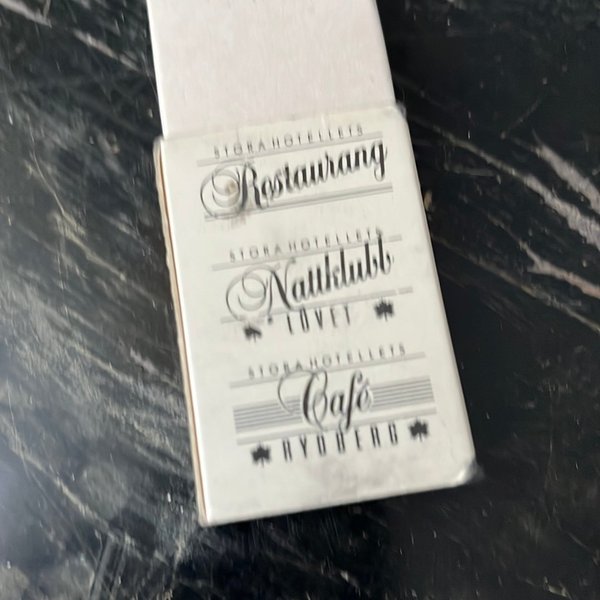 STORA HOTELLETS
Restaurang
STORA HOTELLETS
Nattklubb
LÖVET
STORA HOTELLETS
Café
RYDBERG